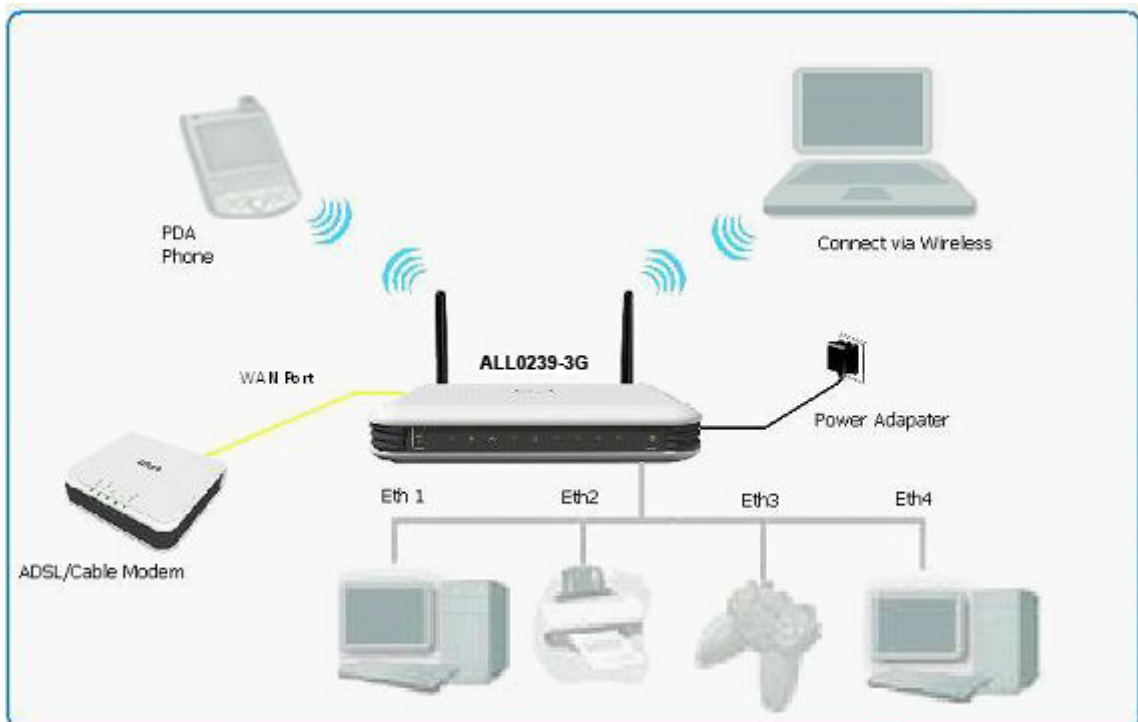 PDA
Phone
Connect via Wireless
ALL0239-3G
WAN Port
Power Adapater
Eth 1
Eth2
Eth3
Eth4
ADSL/Cable Modem